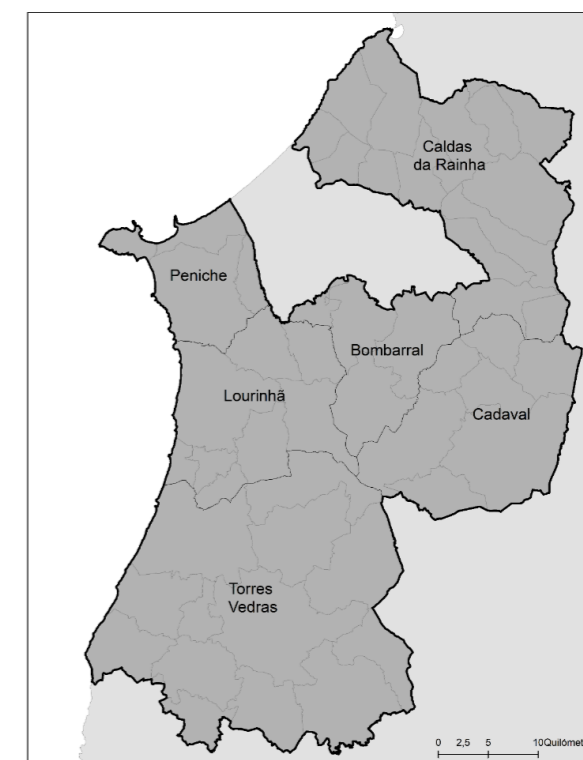 Caldas
da Rainha
Peniche
Bombarral
Lourinhã
Cadaval
Torres
Vedras
0 2,5 5 10Quilómet